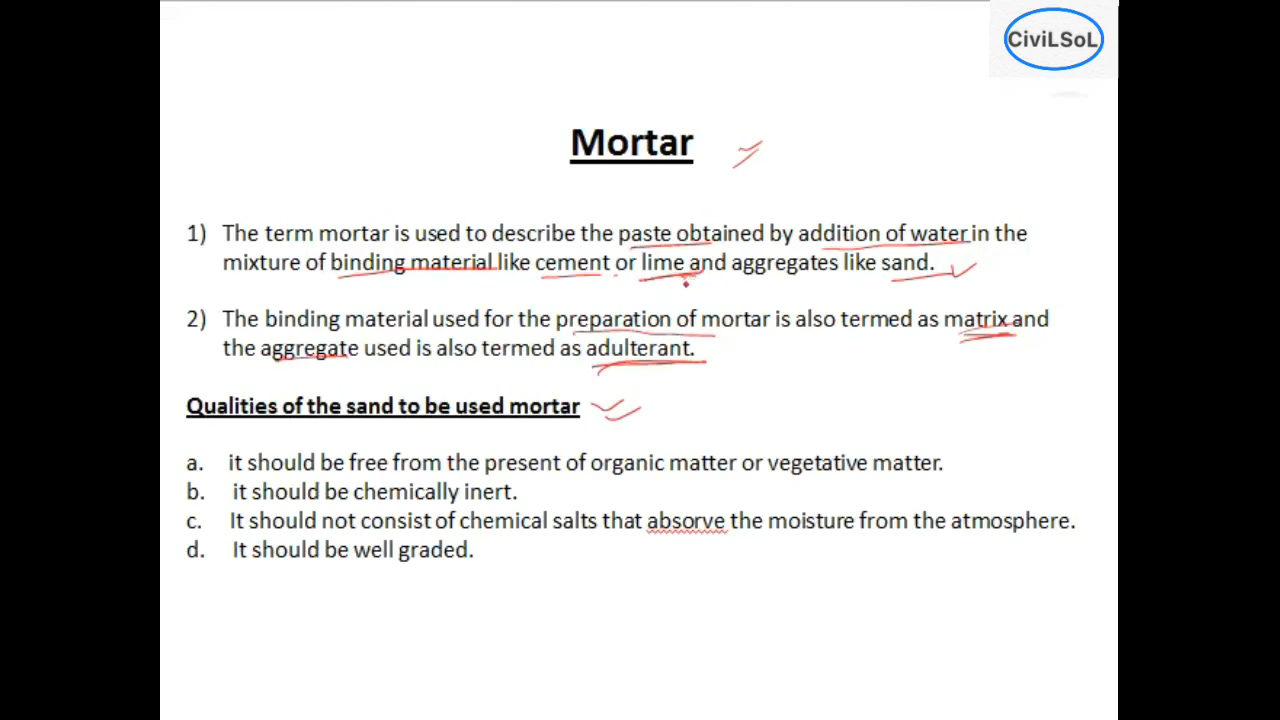 CiviLSoL
Mortar
1) The term mortar is used to describe the paste obtained by addition of water in the
mixture of binding material like cement or lime and aggregates like sand.
2) The binding material used for the preparation of mortar is also termed as matrix and
the aggregate used is also termed as adulterant.
Qualities of the sand to be used mortar
a. it should be free from the present of organic matter or vegetative matter.
b. it should be chemically inert.
c. It should not consist of chemical salts that absorve the moisture from the atmosphere.
d. It should be well graded.